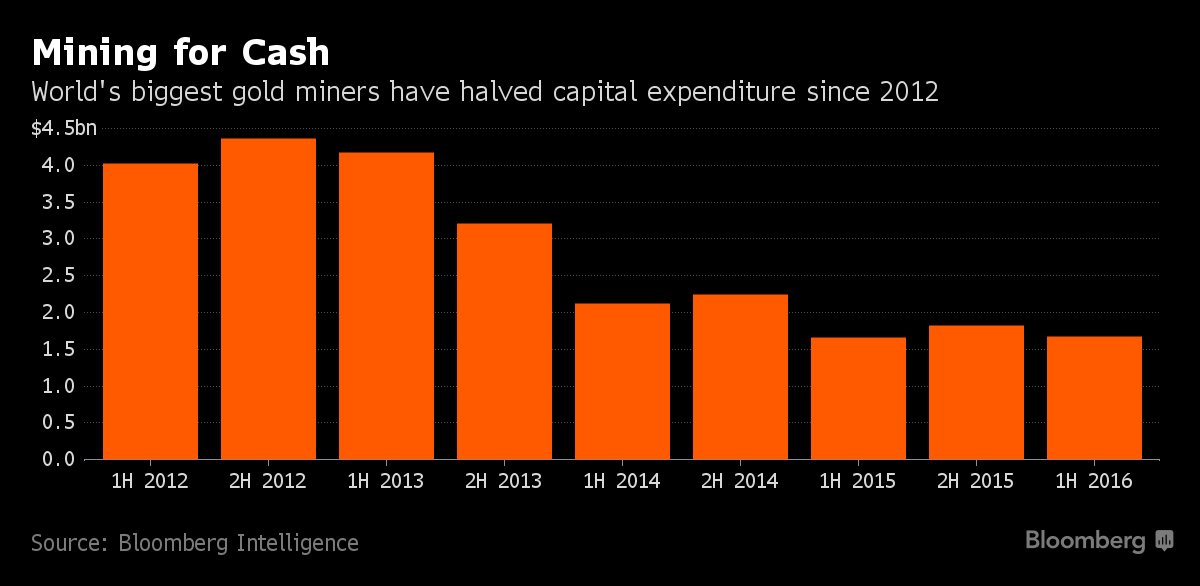 Mining for Cash
World's biggest gold miners have halved capital expenditure since 2012
$4.5bn
4.0
3.5
3.0
2.5
2.0
1.5
1.0
0.5
0.0
1H 2012 2H 2012 1H 2013 2H 2013 1H 2014 2H 2014 1H 2015 2H 2015 1H 2016
Source: Bloomberg Intelligence
Bloomberg